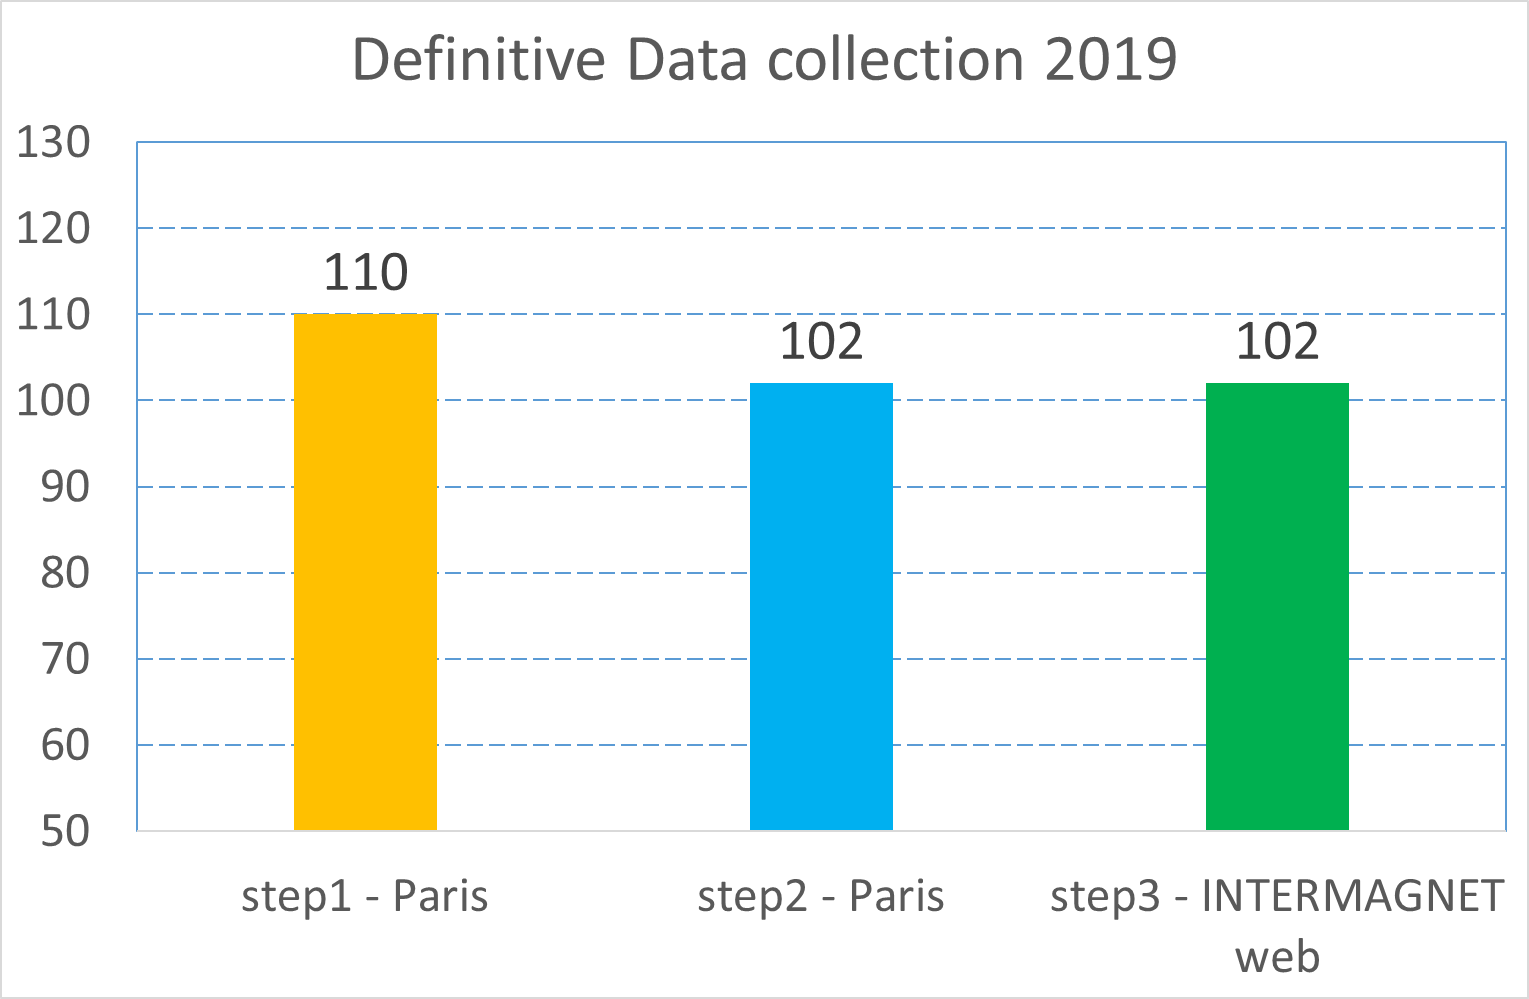 Definitive Data collection 2019
130
120
110
100
90
80
70
60
50
110
102
102
step1 - Paris
step2 - Paris
step3 - INTERMAGNET
web